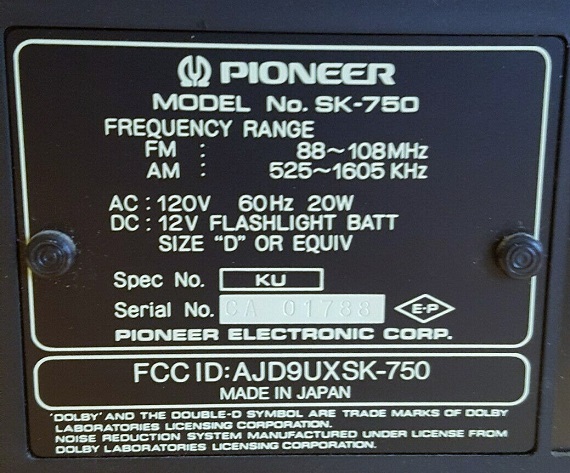 PIONEER
MODEL No. SK-750
FREQUENCY RANGE
FM : 88~108MHz
AM : 525~1605 KHz
AC : 120V 60Hz 20W
DC : 12V FLASHLIGHT BATT
SIZE "D" OR EQUIV
Spec No. KU
Serial No. CA 01788 E-P
PIONEER ELECTRONIC CORP.
FCC ID: AJD9UXSK-750
MADE IN JAPAN
'DOLBY' AND THE DOUBLE-D SYMBOL ARE TRADE MARKS OF DOLBY
LABORATORIES LICENSING CORPORATION.
NOISE REDUCTION SYSTEM MANUFACTURED UNDER LICENSE FROM
DOLBY LABORATORIES LICENSING CORPORATION.